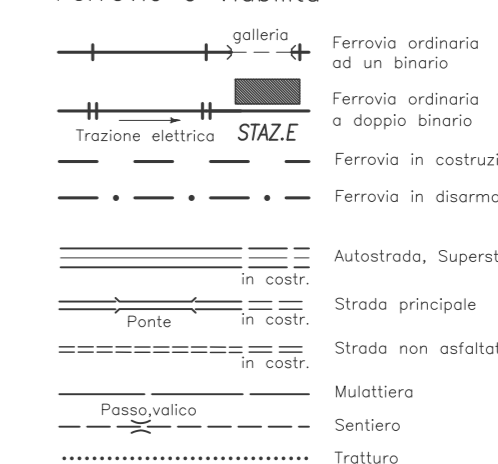 galleria
Ferrovia ordinaria
ad un binario
Ferrovia ordinaria
a doppio binario
Trazione elettrica STAZ.E
Ferrovia in costruzi
Ferrovia in disarmo
Autostrada, Superst
in costr.
Strada principale
Ponte in costr.
Strada non asfaltat
in costr.
Mulattiera
Passo,valico
Sentiero
Tratturo